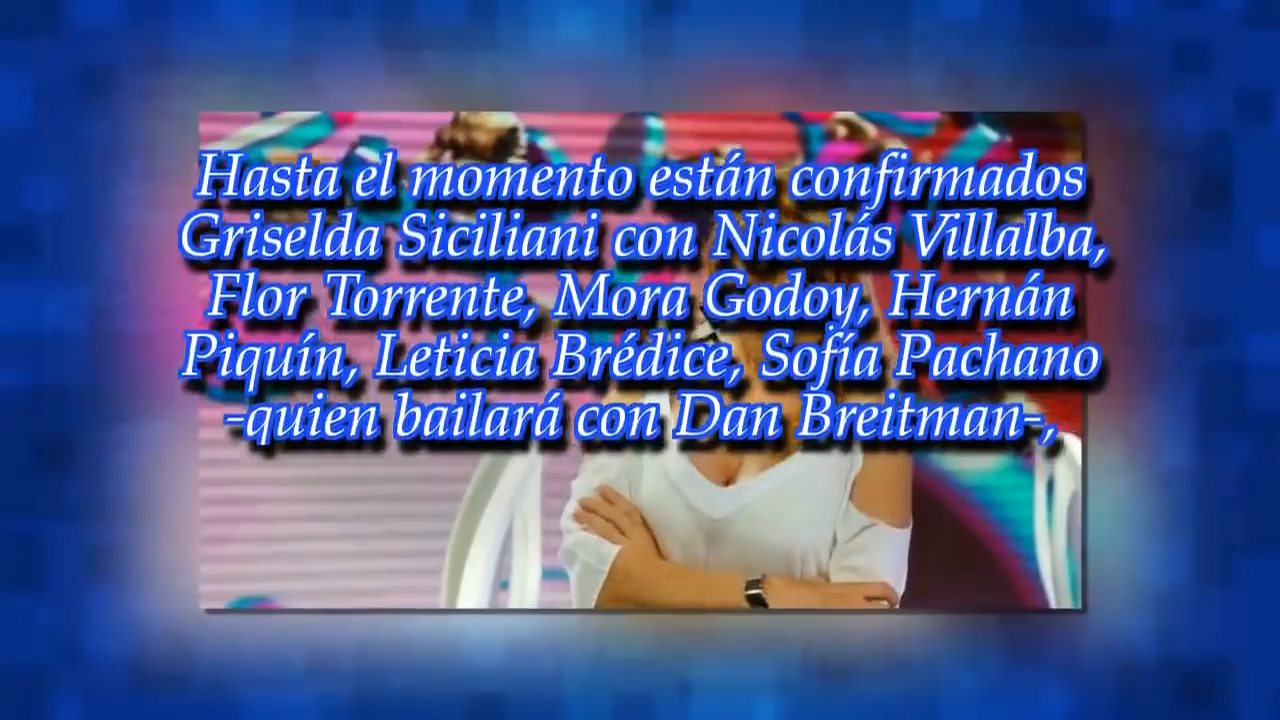 Hasta el momento están confirmados
Griselda Siciliani con Nicolás Villalba,
Flor Torrente, Mora Godoy, Hernán
Piquín, Leticia Brédice, Sofía Pachano
-quien bailará con Dan Breitman-,